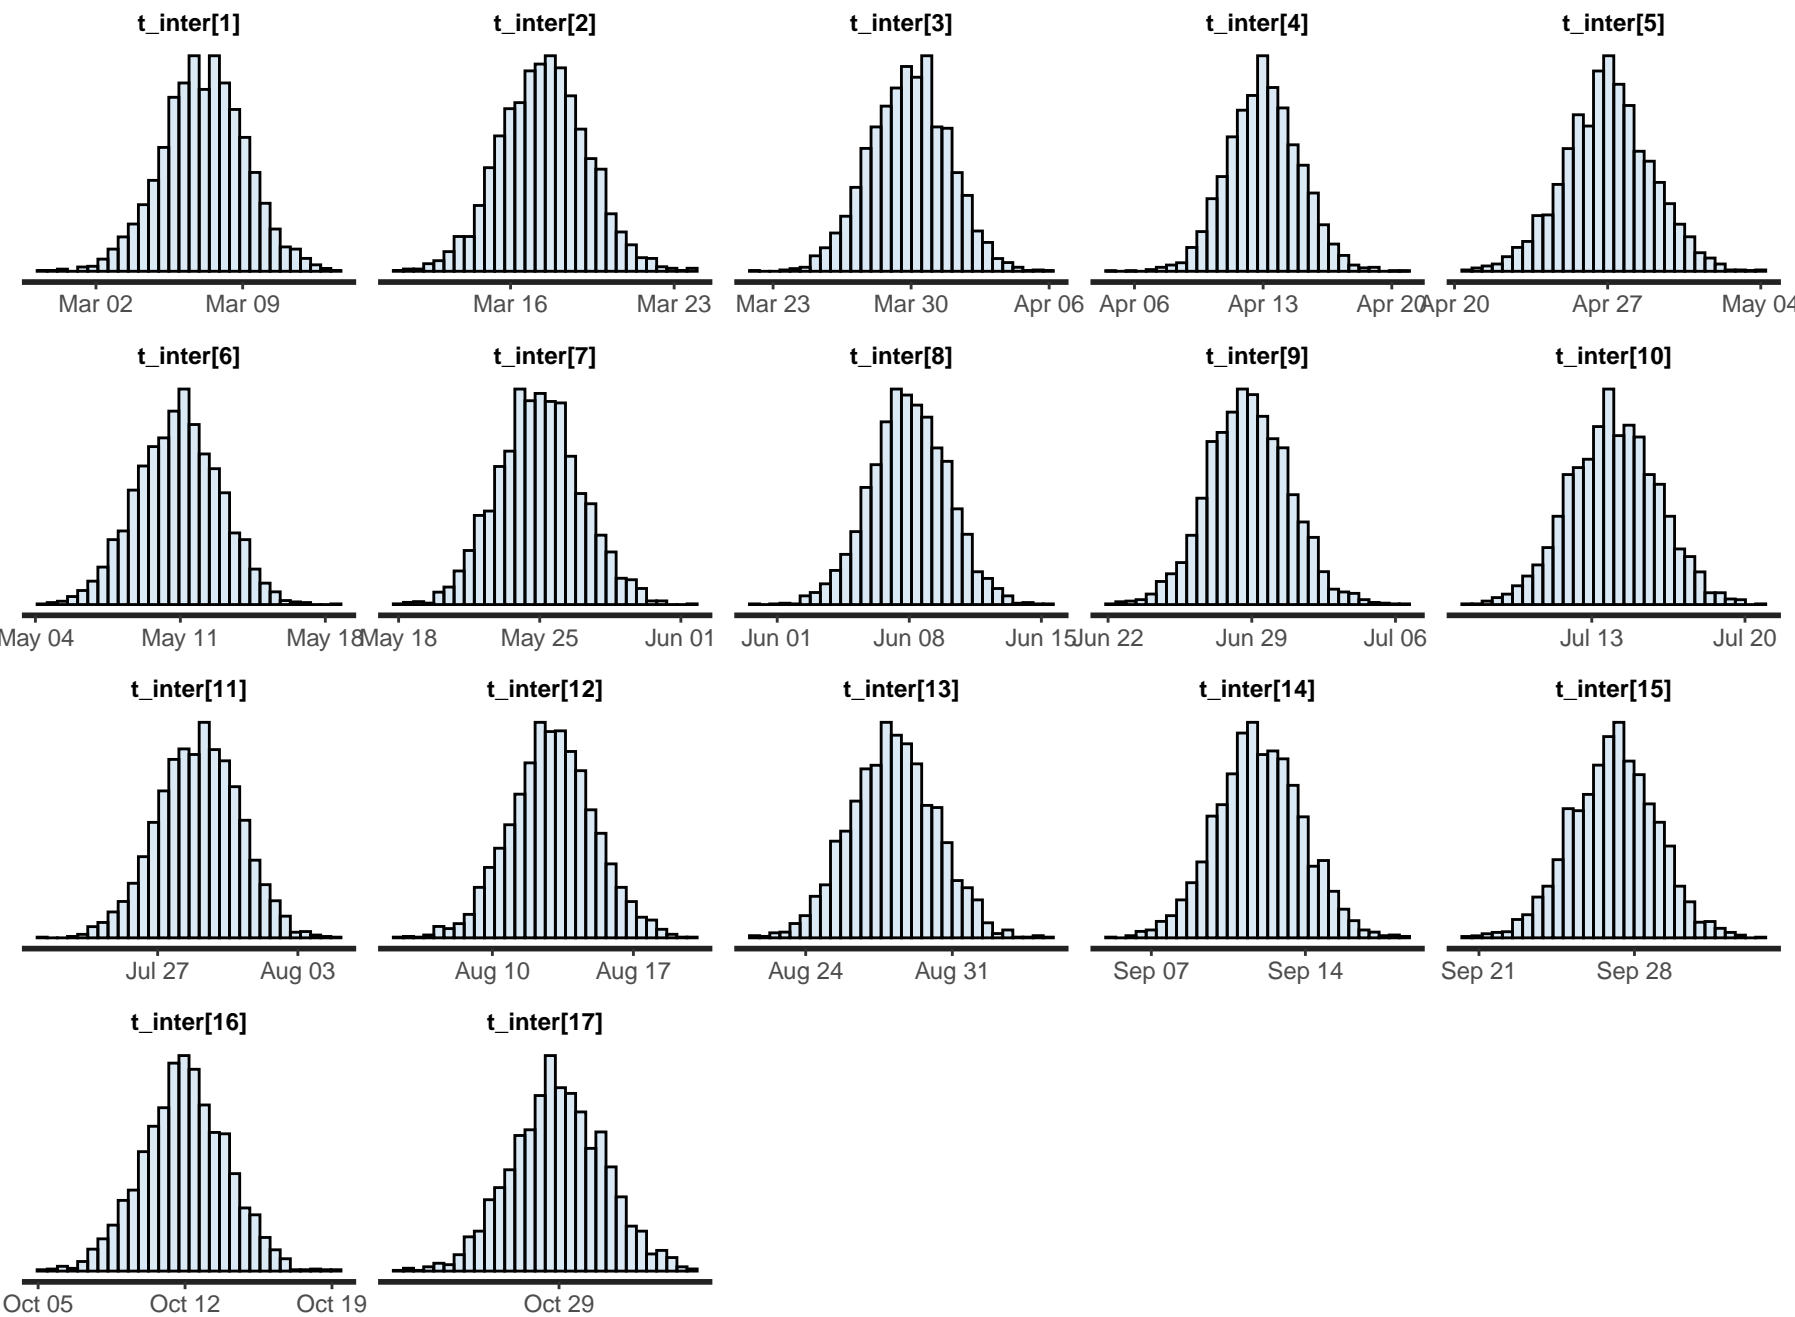 t_inter[1] t_inter[2] t_inter[3] t_inter[4] t_inter[5]
Mar 02 Mar 09 Mar 16 Mar 23 Mar 23 Mar 30 Apr 06 Apr 06 Apr 13 Apr 20 Apr 20 Apr 27 May 04
t_inter[6] t_inter[7] t_inter[8] t_inter[9] t_inter[10]
May 04 May 11 May 18 May 18 May 25 Jun 01 Jun 01 Jun 08 Jun 15 Jun 22 Jun 29 Jul 06 Jul 13 Jul 20
t_inter[11] t_inter[12] t_inter[13] t_inter[14] t_inter[15]
Jul 27 Aug 03 Aug 10 Aug 17 Aug 24 Aug 31 Sep 07 Sep 14 Sep 21 Sep 28
t_inter[16] t_inter[17]
Oct 05 Oct 12 Oct 19 Oct 29